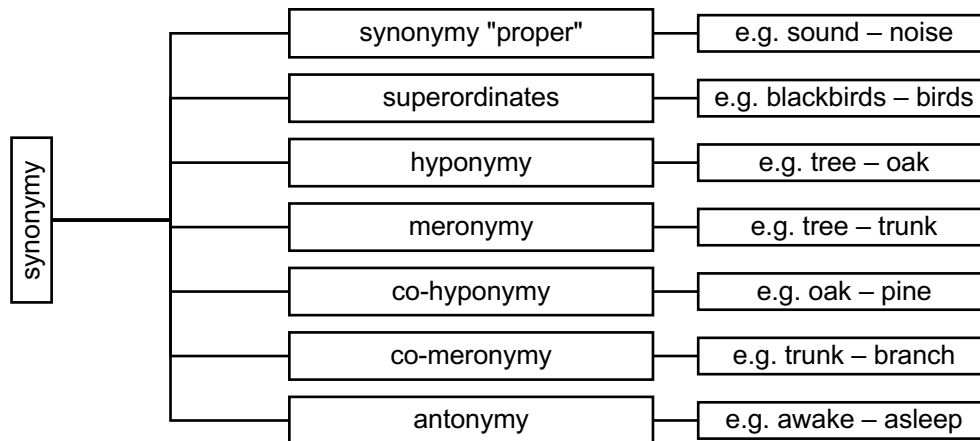 synonymy
synonymy "proper"
e.g. sound – noise
superordinates
e.g. blackbirds – birds
hyponymy
e.g. tree – oak
meronymy
e.g. tree – trunk
co-hyponymy
e.g. oak – pine
co-meronymy
e.g. trunk – branch
antonymy
e.g. awake – asleep